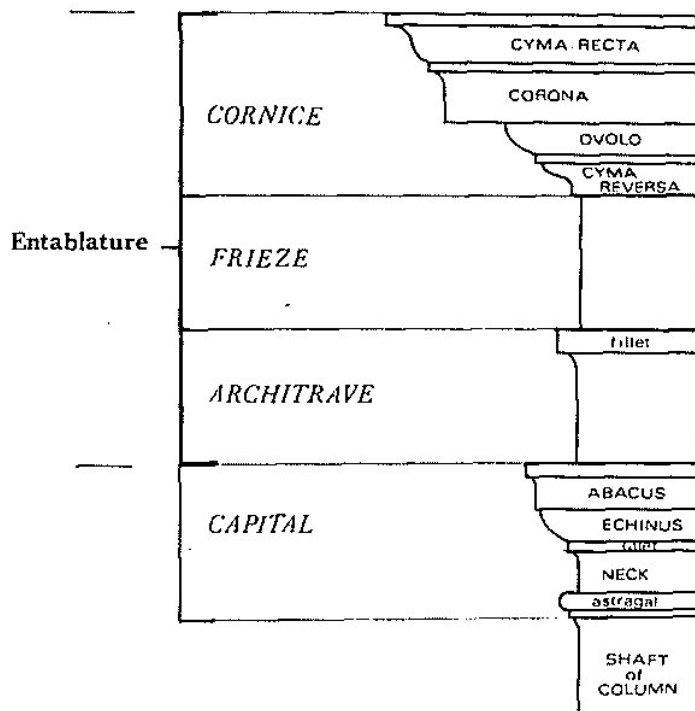 CYMA RECTA
CORONA
CORNICE
OVOLO
CYMA
REVERSA
Entablature
FRIEZE
fillet
ARCHITRAVE
ABACUS
CAPITAL
ECHINUS
fillet
NECK
astragal
SHAFT
of
COLUMN